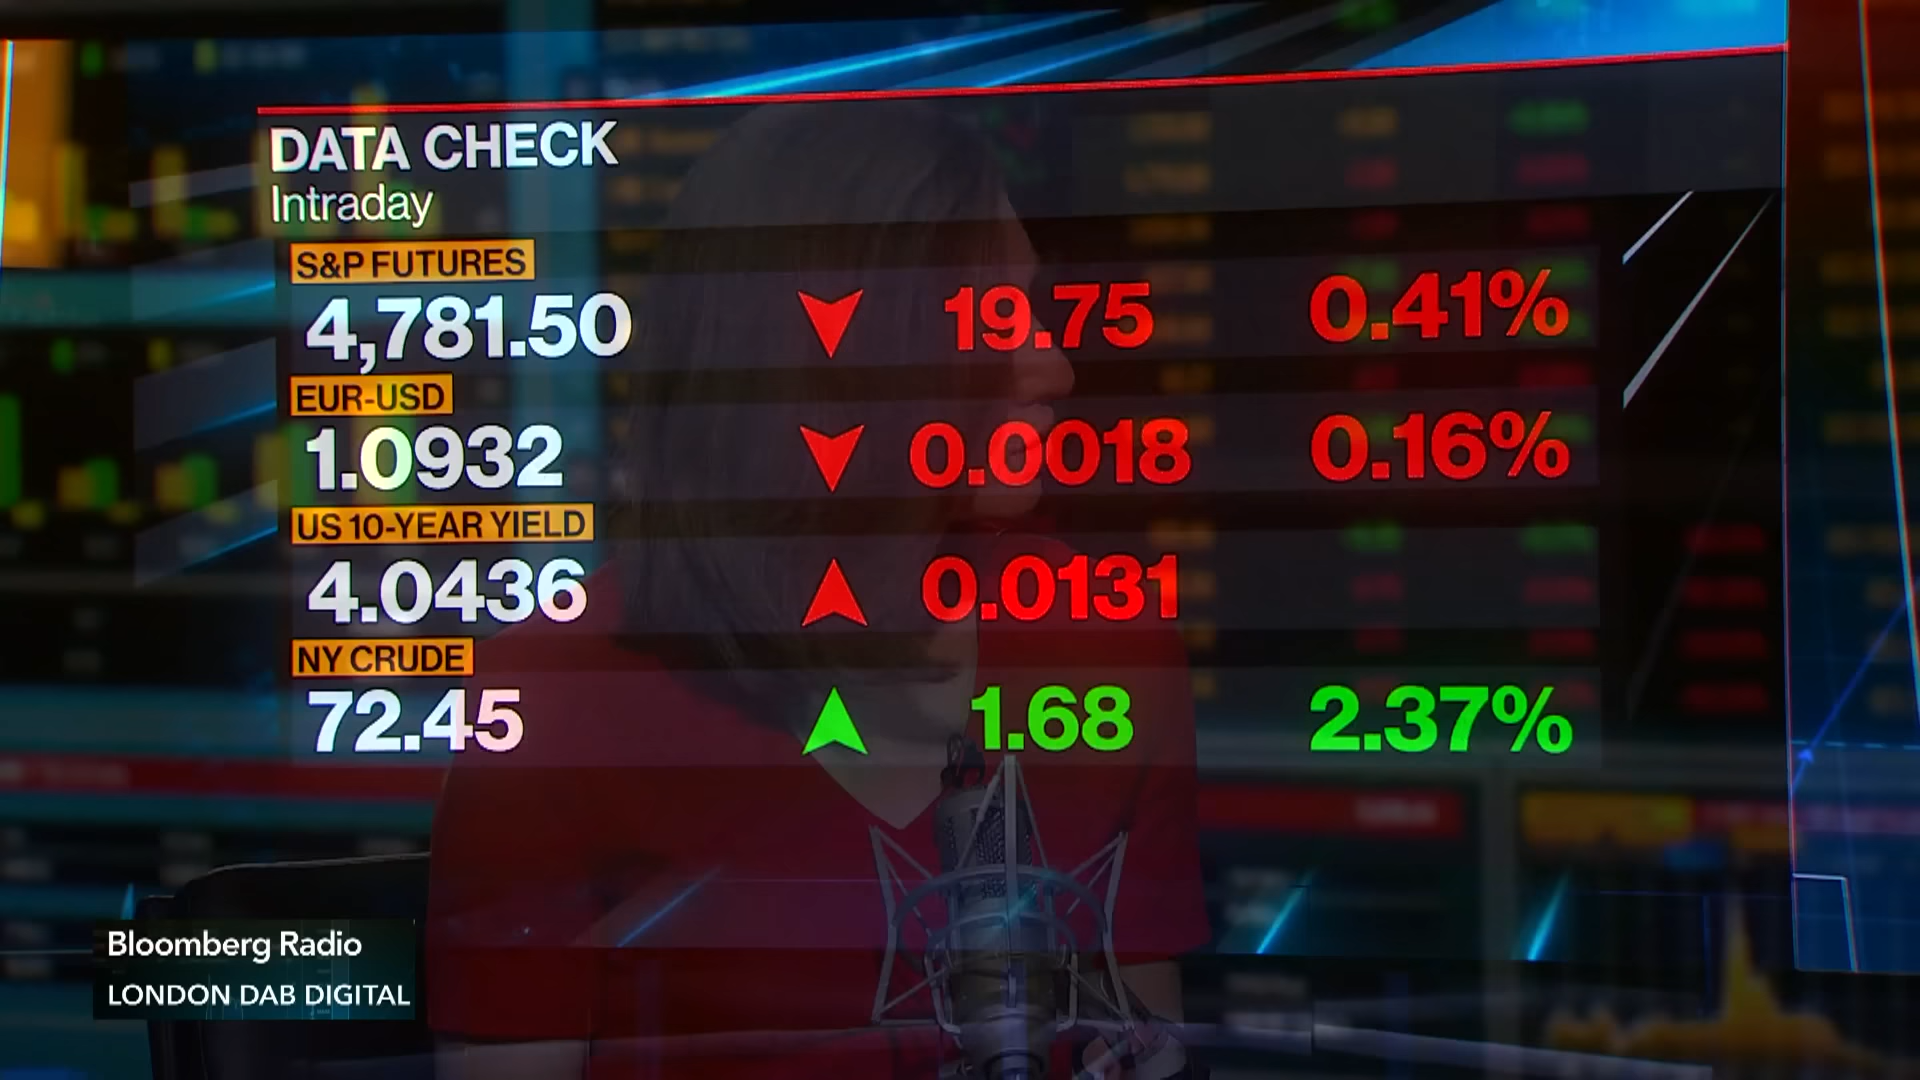 DATA CHECK
Intraday
S&P FUTURES
4,781.50 19.75 0.41%
EUR-USD
1.0932 0.0018 0.16%
US 10-YEAR YIELD
4.0436 0.0131
NY CRUDE
72.45 1.68 2.37%
Bloomberg Radio
LONDON DAB DIGITAL